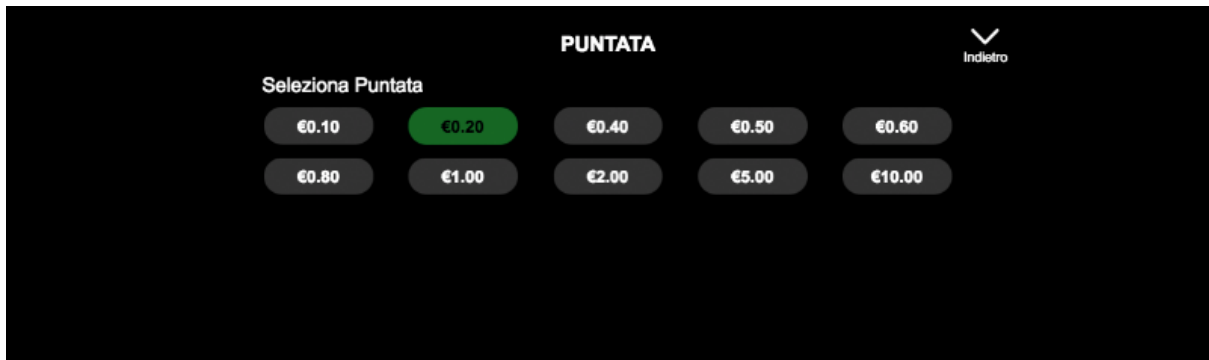 PUNTATA
Indietro
Seleziona Puntata
€0.10 €0.20 €0.40 €0.50 €0.60
€0.80 €1.00 €2.00 €5.00 €10.00